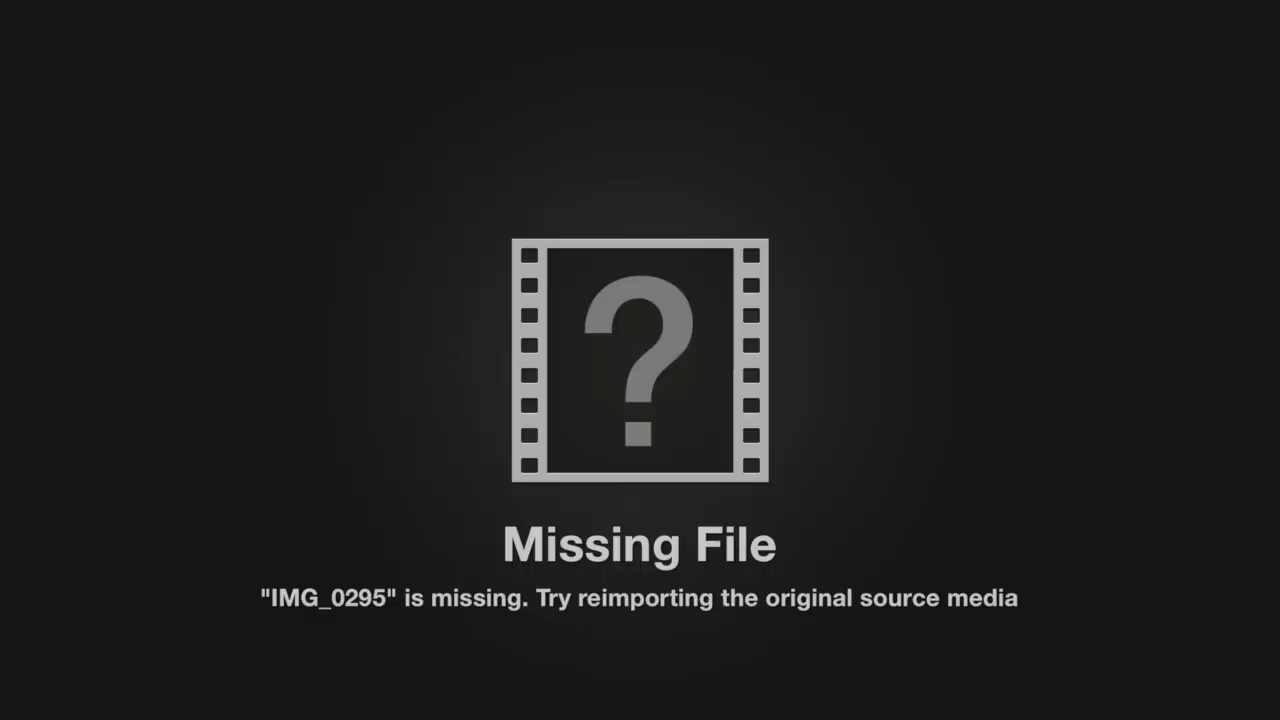 ?
Missing File
"IMG_0295" is missing. Try reimporting the original source media